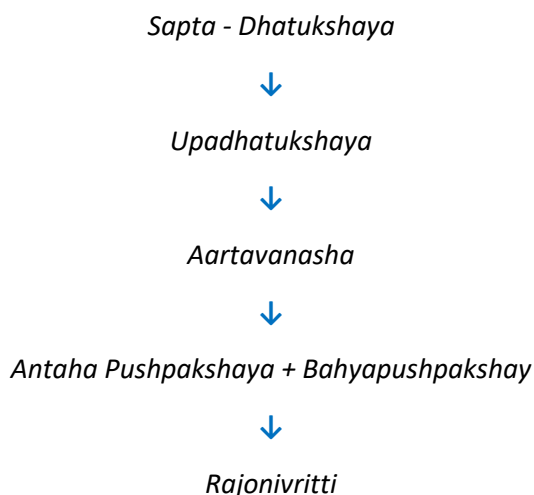 Sapta - Dhatukshaya
↓
Upadhatukshaya
↓
Aartavanasha
↓
Antaha Pushpakshaya + Bahyapushpakshay
↓
Rajonivritti